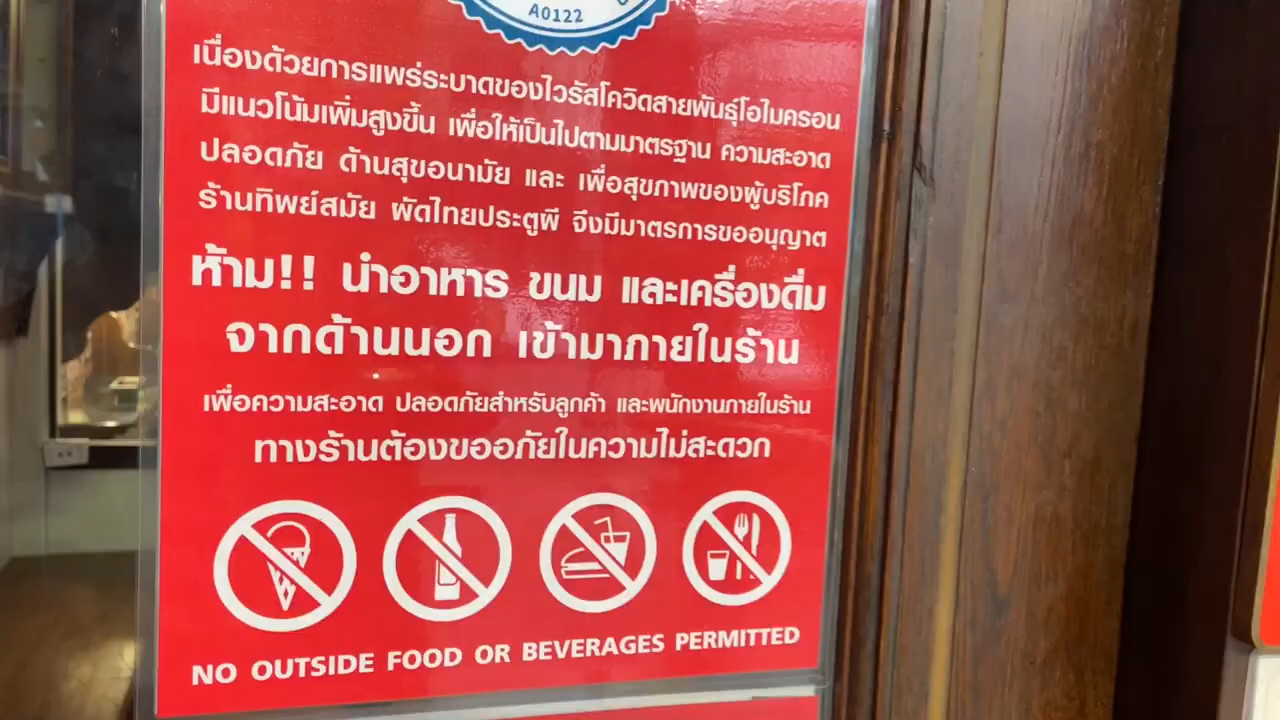 A0122
เนื่องด้วยการแพร่ระบาดของไวรัสโควิดสายพันธุ์โอไมครอน
มีแนวโน้มเพิ่มสูงขึ้น เพื่อให้เป็นไปตามมาตรฐาน ความสะอาด
ปลอดภัย ด้านสุขอนามัย และ เพื่อสุขภาพของผู้บริโภค
ร้านทิพย์สมัย ผัดไทยประตูผี จึงมีมาตรการขออนุญาต
ห้าม!! นำอาหาร ขนม และเครื่องดื่ม
จากด้านนอก เข้ามาภายในร้าน
เพื่อความสะอาด ปลอดภัยสำหรับลูกค้า และพนักงานภายในร้าน
ทางร้านต้องขออภัยในความไม่สะดวก
NO OUTSIDE FOOD OR BEVERAGES PERMITTED